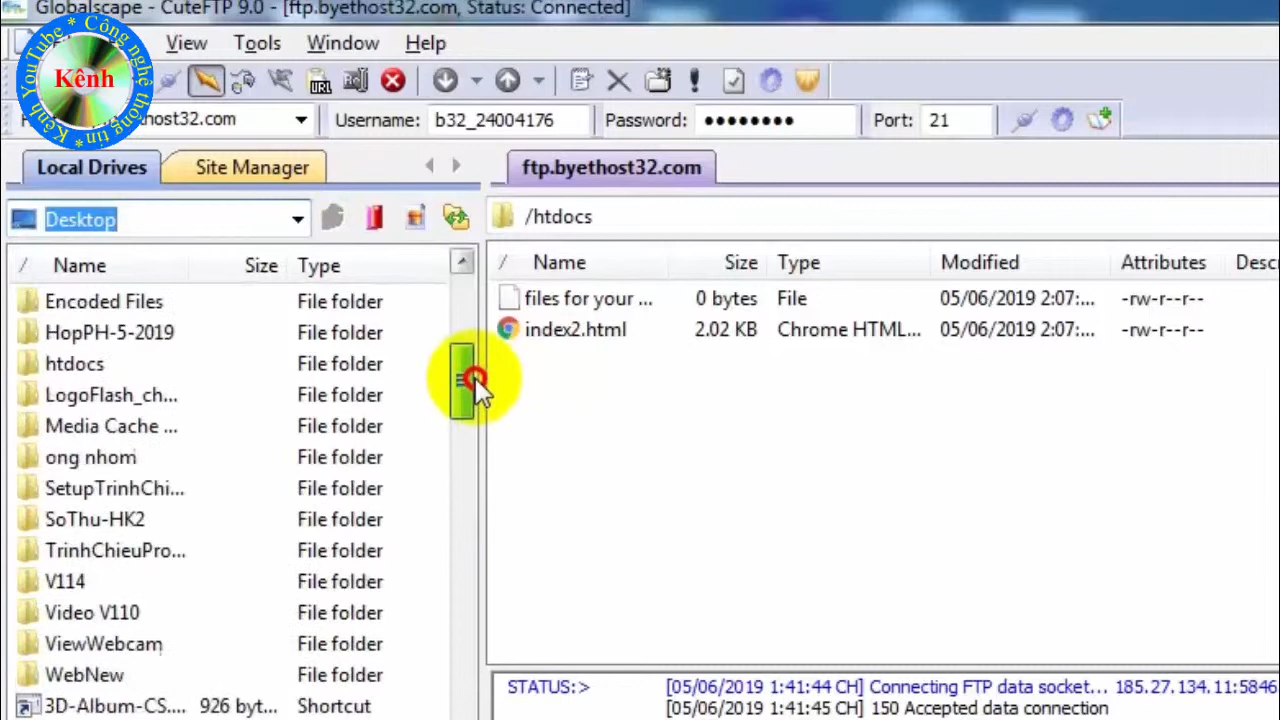 Globalscape - CuteFTP 9.0 - [ftp.byethost32.com, Status: Connected]
View Tools Window Help
Kênh YouTube * Công nghệ thông tin *
Kênh
URL
ethost32.com Username: b32_24004176 Password: ●●●●●●●● Port: 21
Local Drives Site Manager ftp.byethost32.com
Desktop /htdocs
/ Name Size Type
Encoded Files File folder
HopPH-5-2019 File folder
htdocs File folder
LogoFlash_ch... File folder
Media Cache ... File folder
ong nhom File folder
SetupTrinhChi... File folder
SoThu-HK2 File folder
TrinhChieuPro... File folder
V114 File folder
Video V110 File folder
ViewWebcam File folder
WebNew File folder
3D-Album-CS.... 926 byt... Shortcut
/ Name Size Type Modified Attributes Descr
files for your ... 0 bytes File 05/06/2019 2:07:... -rw-r--r--
index2.html 2.02 KB Chrome HTML... 05/06/2019 2:07:... -rw-r--r--
STATUS:> [05/06/2019 1:41:44 CH] Connecting FTP data socket... 185.27.134.11:5846
[05/06/2019 1:41:45 CH] 150 Accepted data connection